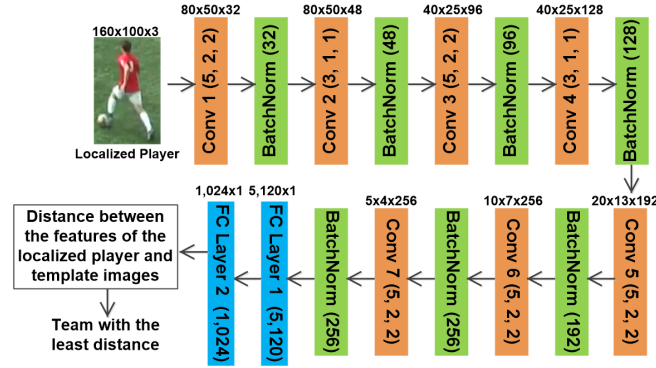 160x100x3
Localized Player
80x50x32
Conv 1 (5, 2, 2)
BatchNorm (32)
80x50x48
Conv 2 (3, 1, 1)
BatchNorm (48)
40x25x96
Conv 3 (5, 2, 2)
BatchNorm (96)
40x25x128
Conv 4 (3, 1, 1)
BatchNorm (128)
20x13x192
Conv 5 (5, 2, 2)
BatchNorm (192)
10x7x256
Conv 6 (5, 2, 2)
BatchNorm (256)
5x4x256
Conv 7 (5, 2, 2)
BatchNorm (256)
5,120x1
FC Layer 1 (5,120)
1,024x1
FC Layer 2 (1,024)
Distance between
the features of the
localized player and
template images
Team with the
least distance